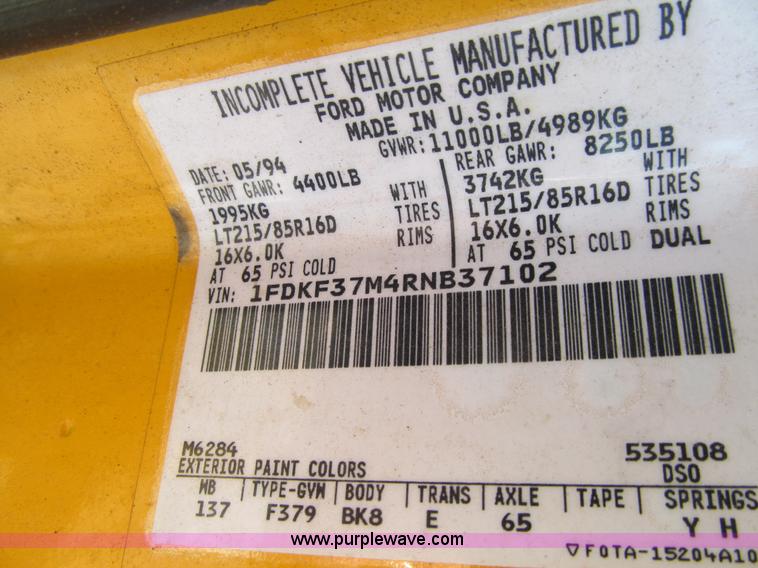 INCOMPLETE VEHICLE MANUFACTURED BY
FORD MOTOR COMPANY
MADE IN U.S.A.
DATE: 05/94 GVWR: 11000LB/4989KG
FRONT GAWR: 4400LB REAR GAWR: 8250LB
1995KG WITH 3742KG WITH
LT215/85R16D TIRES LT215/85R16D TIRES
16X6.0K RIMS 16X6.0K RIMS
AT 65 PSI COLD AT 65 PSI COLD DUAL
VIN: 1FDKF37M4RNB37102
M6284 535108
EXTERIOR PAINT COLORS DSO
MB TYPE-GVW BODY TRANS AXLE TAPE SPRINGS
137 F379 BK8 E 65 Y H
www.purplewave.com
F0TA-15204A10